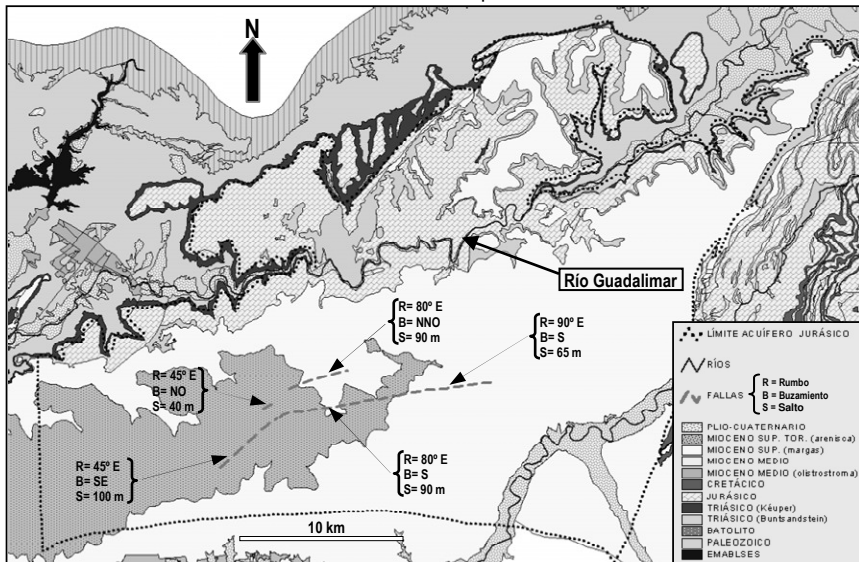 N
Río Guadalimar
R= 80º E
B= NNO
S= 90 m
R= 90º E
B= S
S= 65 m
R= 45º E
B= NO
S= 40 m
R= 45º E
B= SE
S= 100 m
R= 80º E
B= S
S= 90 m
10 km
LÍMITE ACUÍFERO JURÁSICO
RÍOS
FALLAS
R = Rumbo
B = Buzamiento
S = Salto
PLIO-CUATERNARIO
MIOCENO SUP. TOR. (arenisca)
MIOCENO SUP. (margas)
MIOCENO MEDIO
MIOCENO MEDIO (olistrostroma)
CRETÁCICO
JURÁSICO
TRIÁSICO (Kéuper)
TRIÁSICO (Buntsandstein)
BATOLITO
PALEOZOICO
EMABLSES